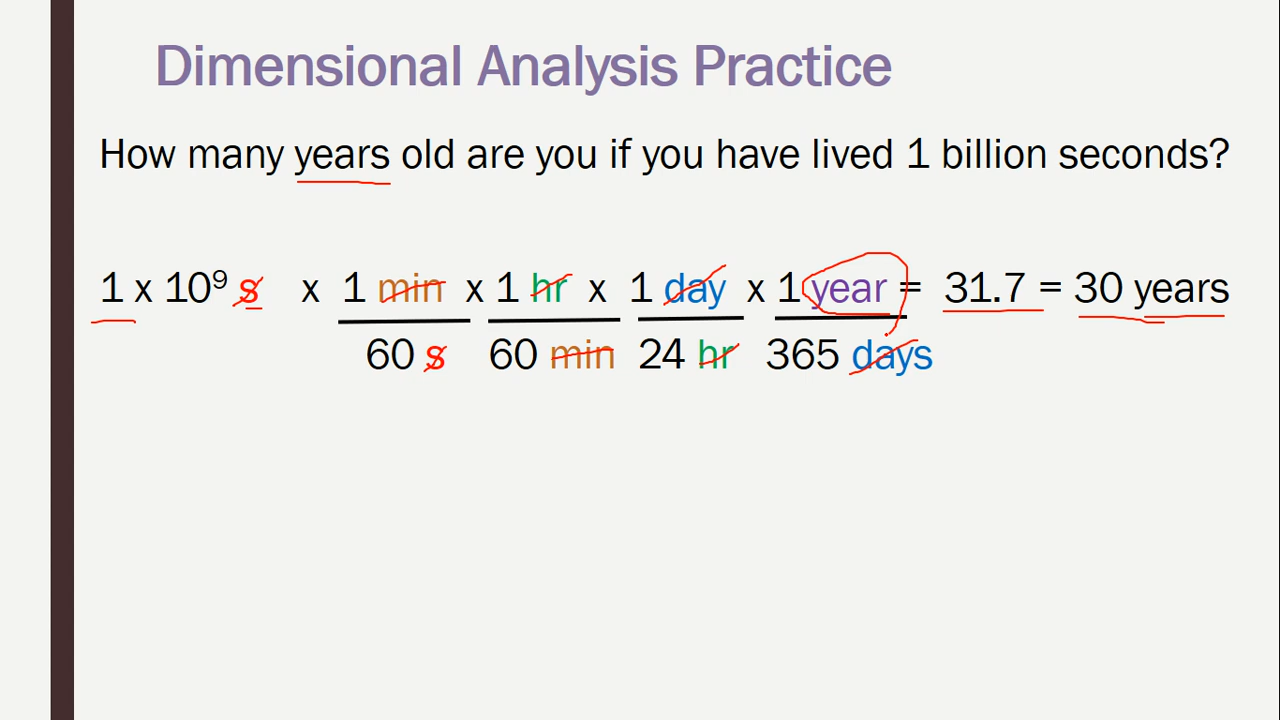 Dimensional Analysis Practice
How many years old are you if you have lived 1 billion seconds?
1 x 10⁹ s x 1 min x 1 hr x 1 day x 1 year = 31.7 = 30 years
60 s 60 min 24 hr 365 days